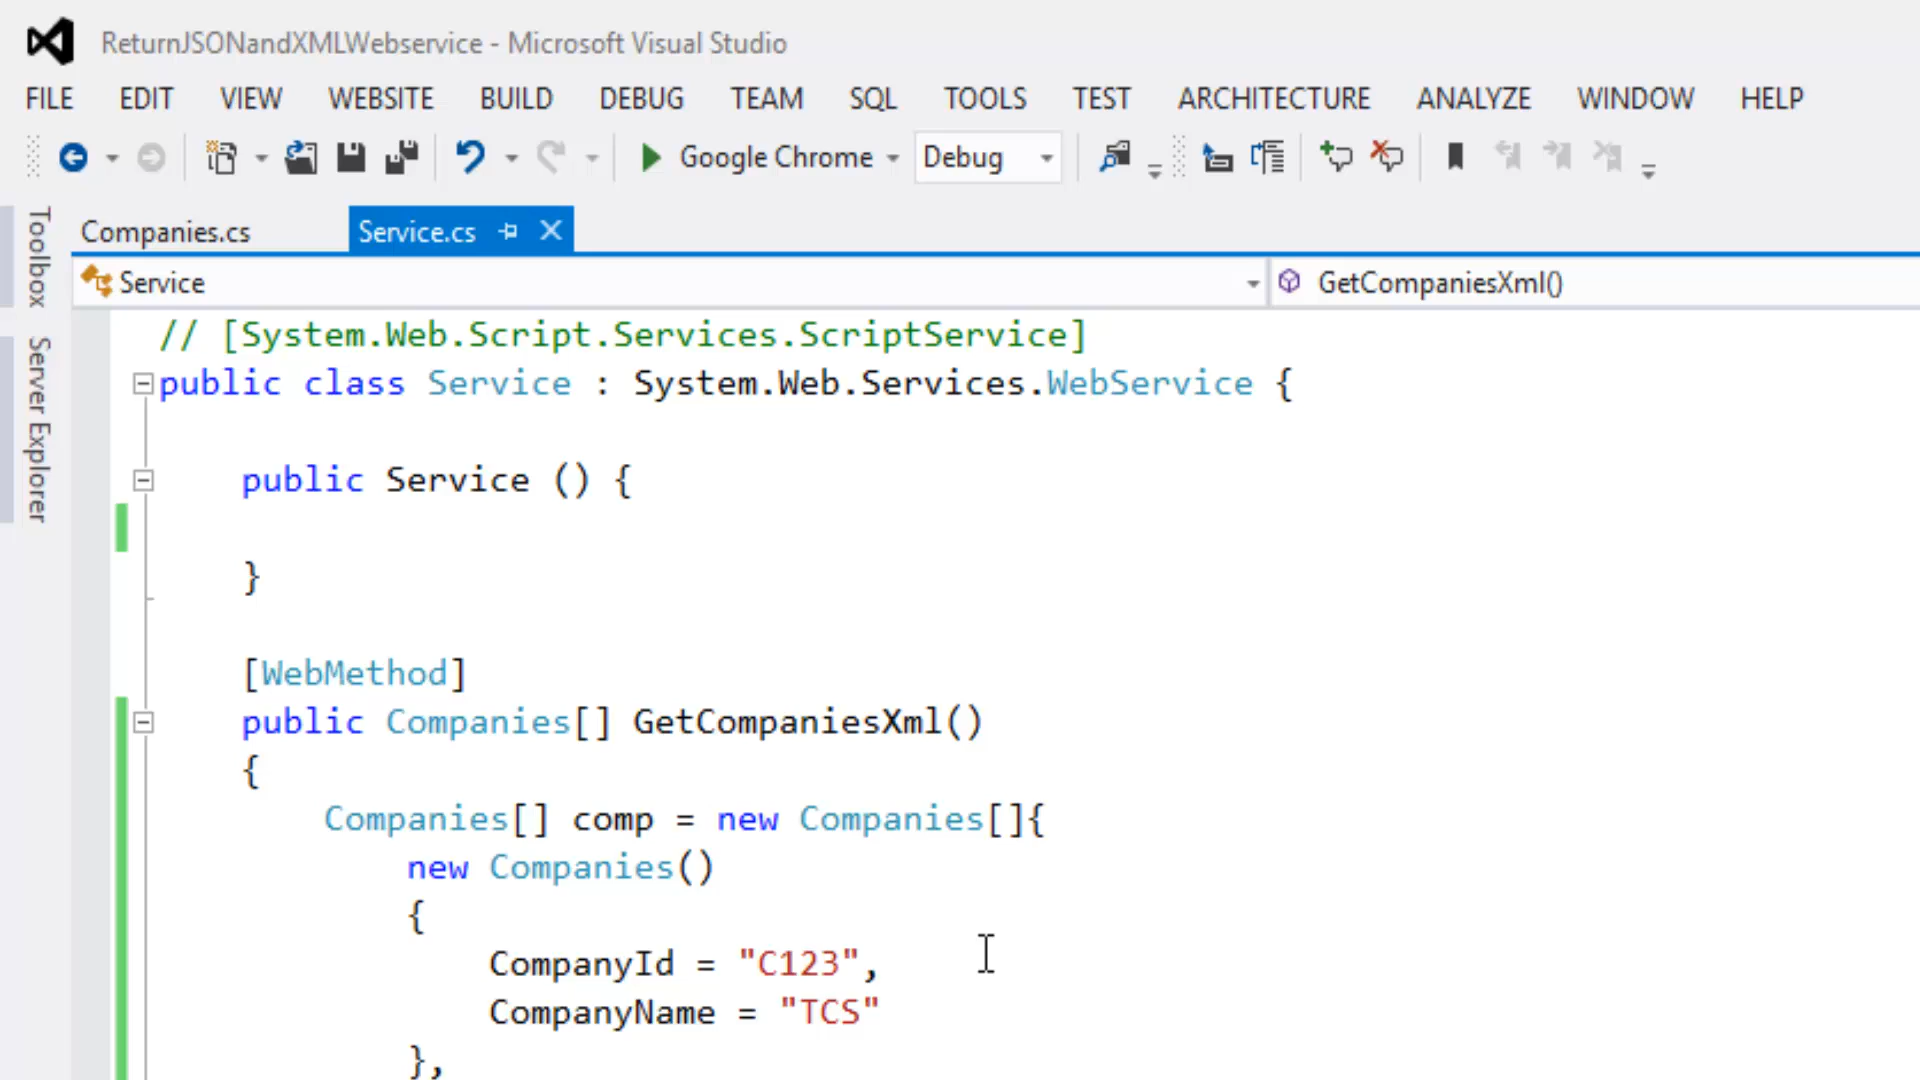 ReturnJSONandXMLWebservice - Microsoft Visual Studio
FILE EDIT VIEW WEBSITE BUILD DEBUG TEAM SQL TOOLS TEST ARCHITECTURE ANALYZE WINDOW HELP
Google Chrome Debug
Toolbox
Server Explorer
Companies.cs Service.cs
Service GetCompaniesXml()
// [System.Web.Script.Services.ScriptService]
public class Service : System.Web.Services.WebService {
public Service () {
}
[WebMethod]
public Companies[] GetCompaniesXml()
{
Companies[] comp = new Companies[]{
new Companies()
{
CompanyId = "C123",
CompanyName = "TCS"
},